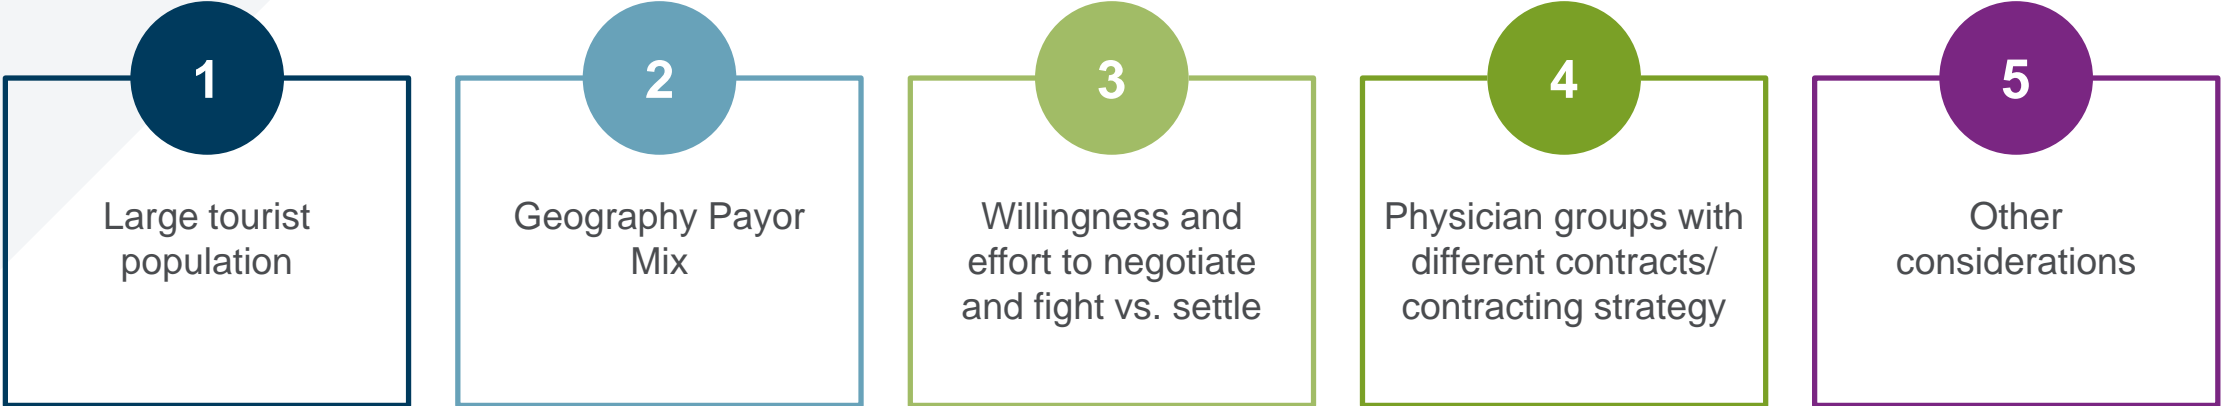 1
Large tourist
population
2
Geography Payor
Mix
3
Willingness and
effort to negotiate
and fight vs. settle
4
Physician groups with
different contracts/
contracting strategy
5
Other
considerations